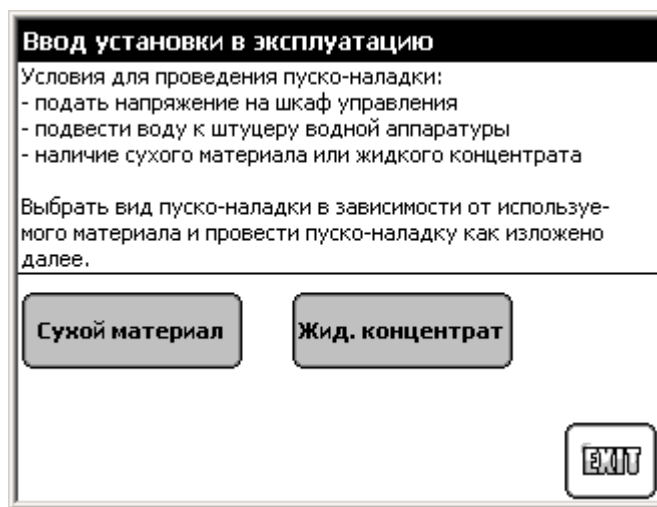 Ввод установки в эксплуатацию
Условия для проведения пуско-наладки:
- подать напряжение на шкаф управления
- подвести воду к штуцеру водной аппаратуры
- наличие сухого материала или жидкого концентрата
Выбрать вид пуско-наладки в зависимости от используе-
мого материала и провести пуско-наладку как изложено
далее.
Сухой материал Жид. концентрат
EXIT